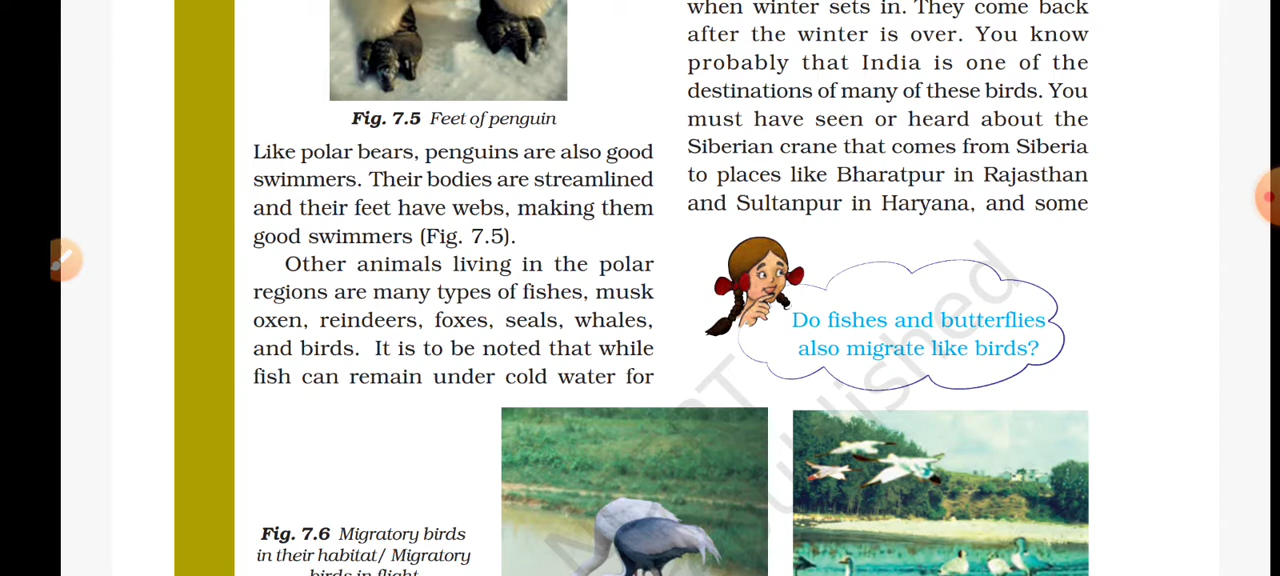 Fig. 7.5 Feet of penguin
Like polar bears, penguins are also good
swimmers. Their bodies are streamlined
and their feet have webs, making them
good swimmers (Fig. 7.5).
Other animals living in the polar
regions are many types of fishes, musk
oxen, reindeers, foxes, seals, whales,
and birds. It is to be noted that while
fish can remain under cold water for
when winter sets in. They come back
after the winter is over. You know
probably that India is one of the
destinations of many of these birds. You
must have seen or heard about the
Siberian crane that comes from Siberia
to places like Bharatpur in Rajasthan
and Sultanpur in Haryana, and some
Do fishes and butterflies
also migrate like birds?
Fig. 7.6 Migratory birds
in their habitat/ Migratory
birds in flight